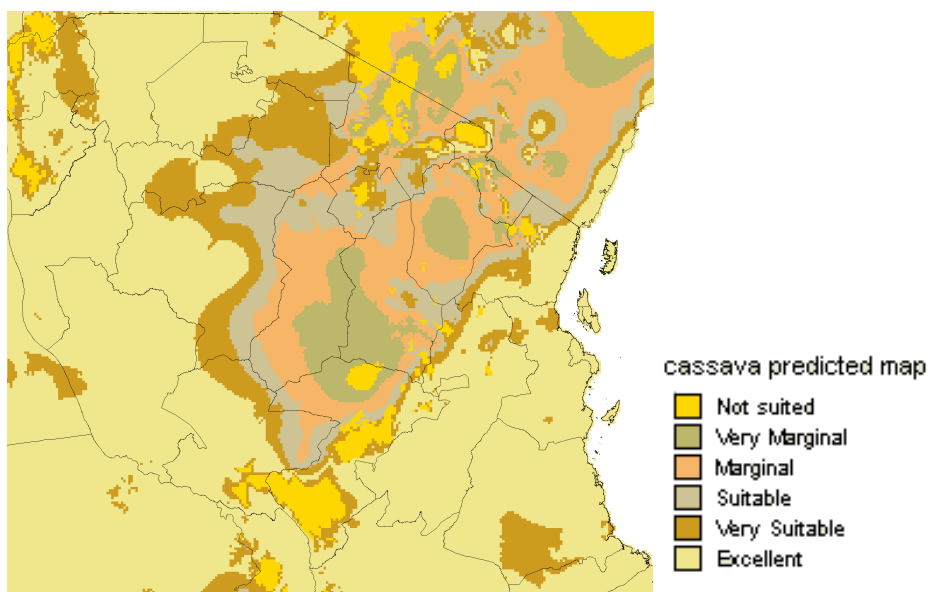 cassava predicted map
Not suited
Very Marginal
Marginal
Suitable
Very Suitable
Excellent